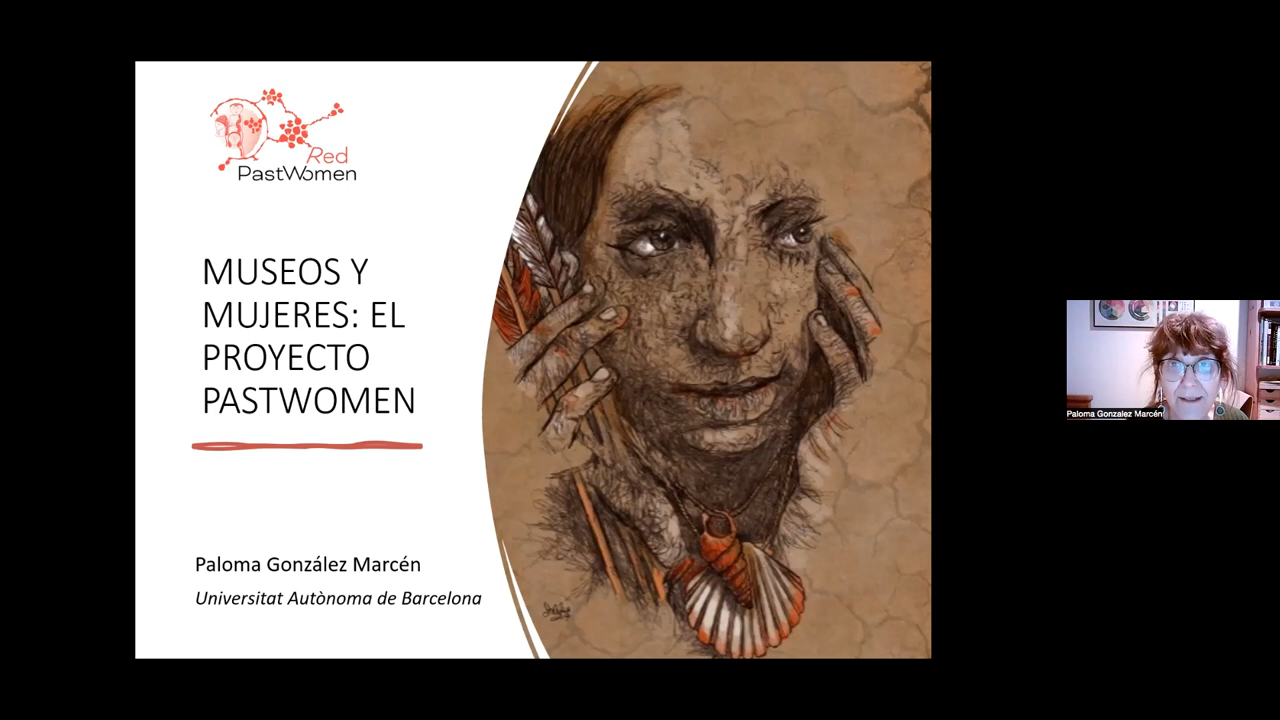 Red
PastWomen
MUSEOS Y
MUJERES: EL
PROYECTO
PASTWOMEN
Paloma González Marcén
Universitat Autònoma de Barcelona
Paloma Gonzalez Marcén